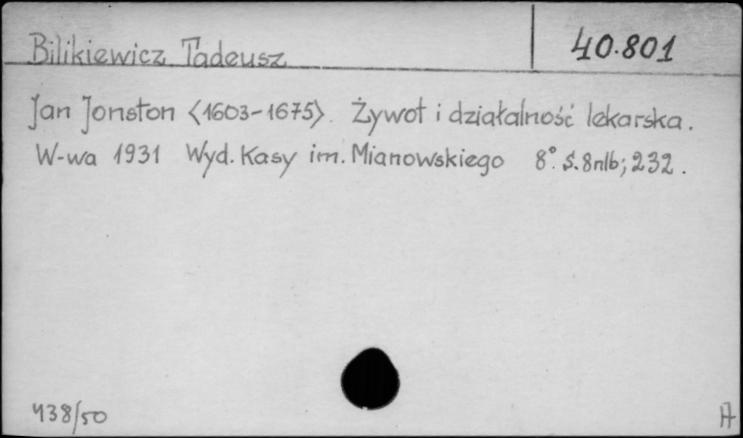 Bilikiewicz Tadeusz
40.801
Jan Jonston <1603-1675>. Żywot i działalność lekarska.
W-wa 1931 Wyd. Kasy im. Mianowskiego 8° s. 8nlb; 232.
438/50
A